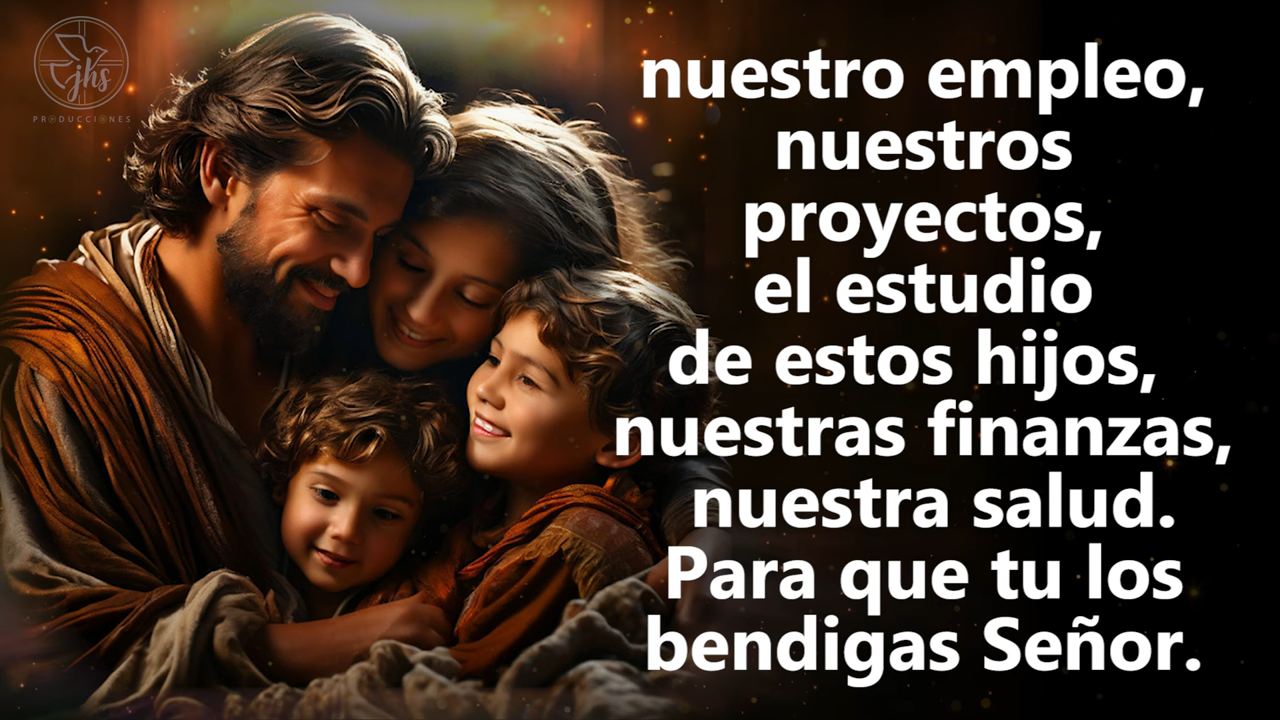 jhs
PRODUCCIONES
nuestro empleo,
nuestros
proyectos,
el estudio
de estos hijos,
nuestras finanzas,
nuestra salud.
Para que tu los
bendigas Señor.